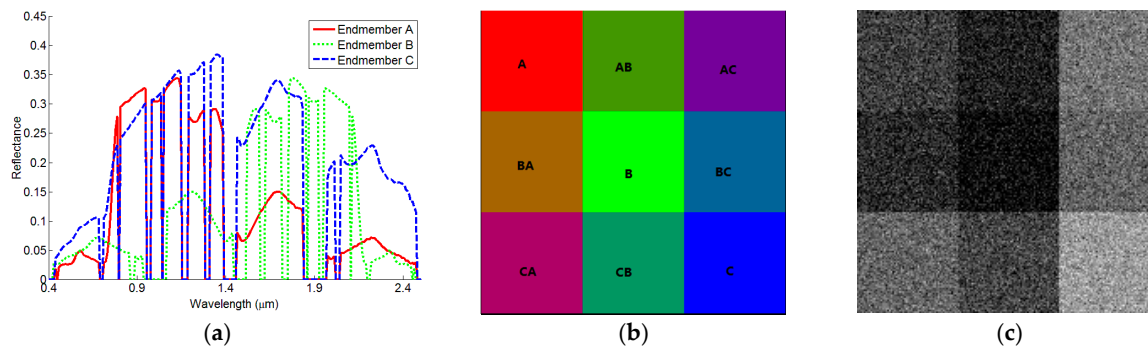 0.45
0.4
0.35
0.3
0.25
0.2
0.15
0.1
0.05
0
Reflectance
0.4 0.9 1.4 1.9 2.4
Wavelength (μm)
Endmember A
Endmember B
Endmember C
(a)
A AB AC
BA B BC
CA CB C
(b)
(c)